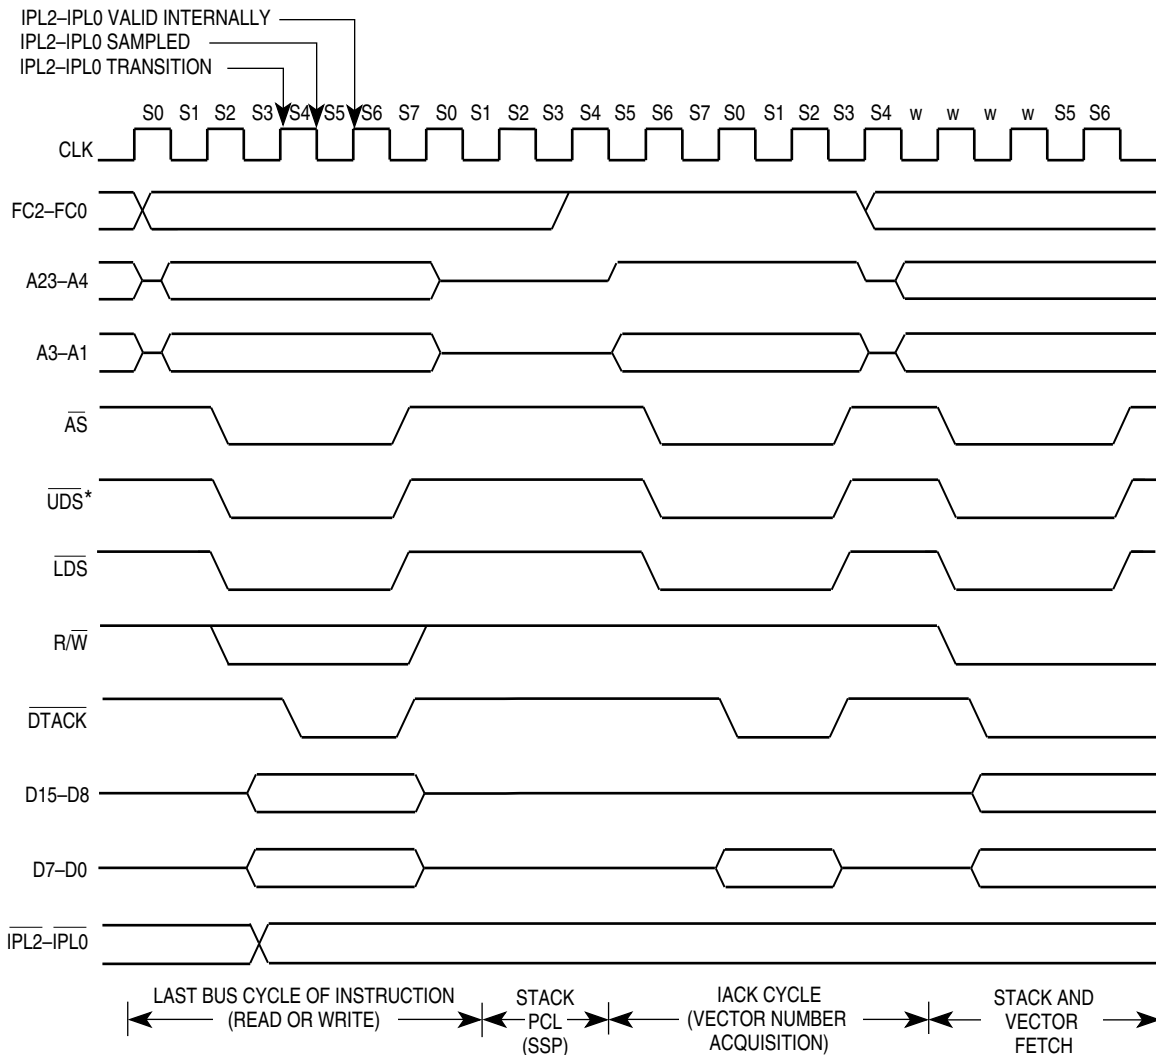 IPL2–IPL0 VALID INTERNALLY
IPL2–IPL0 SAMPLED
IPL2–IPL0 TRANSITION
S0 S1 S2 S3 S4 S5 S6 S7 S0 S1 S2 S3 S4 S5 S6 S7 S0 S1 S2 S3 S4 w w w w S5 S6
CLK
FC2–FC0
A23–A4
A3–A1
AS
UDS*
LDS
R/W
DTACK
D15–D8
D7–D0
IPL2–IPL0
LAST BUS CYCLE OF INSTRUCTION
(READ OR WRITE)
STACK
PCL
(SSP)
IACK CYCLE
(VECTOR NUMBER
ACQUISITION)
STACK AND
VECTOR
FETCH